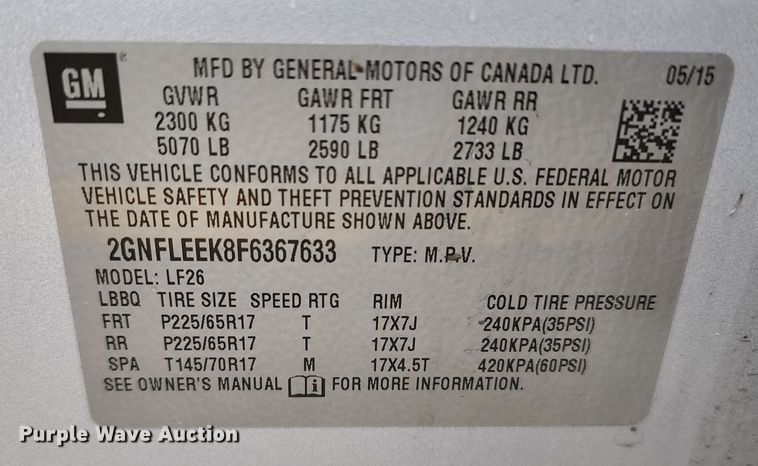 GM® MFD BY GENERAL MOTORS OF CANADA LTD. 05/15
GVWR GAWR FRT GAWR RR
2300 KG 1175 KG 1240 KG
5070 LB 2590 LB 2733 LB
THIS VEHICLE CONFORMS TO ALL APPLICABLE U.S. FEDERAL MOTOR
VEHICLE SAFETY AND THEFT PREVENTION STANDARDS IN EFFECT ON
THE DATE OF MANUFACTURE SHOWN ABOVE.
2GNFLEEK8F6367633 TYPE: M.P.V.
MODEL: LF26
LBBQ TIRE SIZE SPEED RTG RIM COLD TIRE PRESSURE
FRT P225/65R17 T 17X7J 240KPA(35PSI)
RR P225/65R17 T 17X7J 240KPA(35PSI)
SPA T145/70R17 M 17X4.5T 420KPA(60PSI)
SEE OWNER'S MANUAL i FOR MORE INFORMATION.
Purple Wave Auction